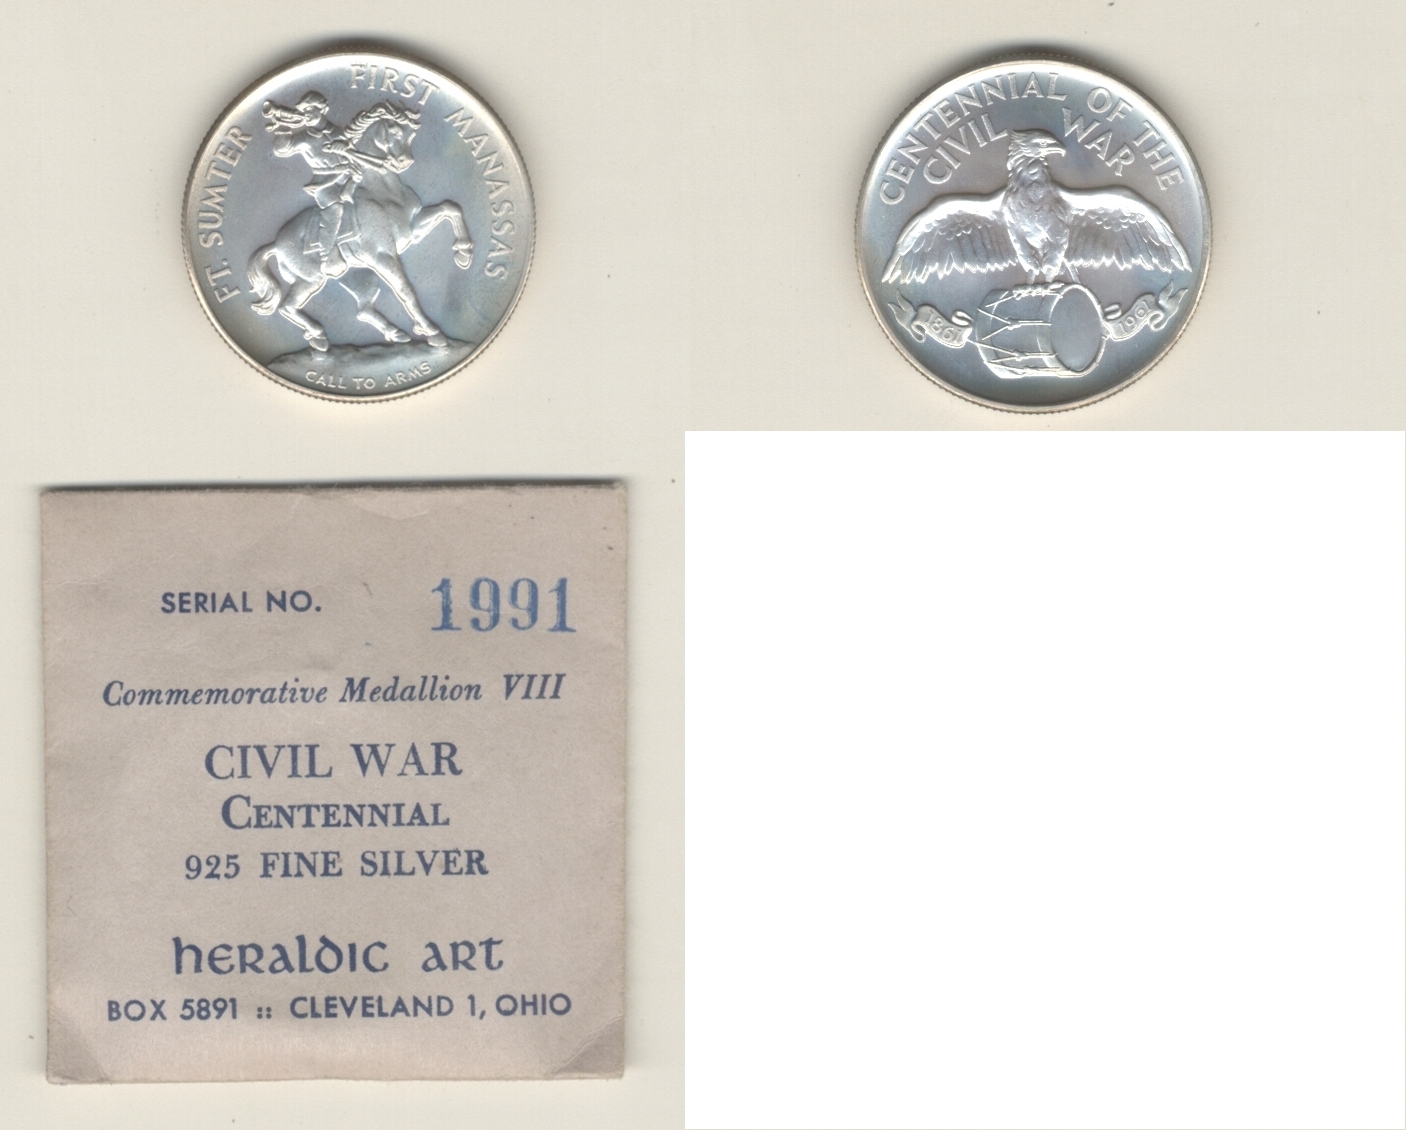 FT. SUMTER
FIRST MANASSAS
CALL TO ARMS
CENTENNIAL OF THE
CIVIL WAR
1861
1961
SERIAL NO. 1991
Commemorative Medallion VIII
CIVIL WAR
CENTENNIAL
925 FINE SILVER
heraldic art
BOX 5891 :: CLEVELAND 1, OHIO